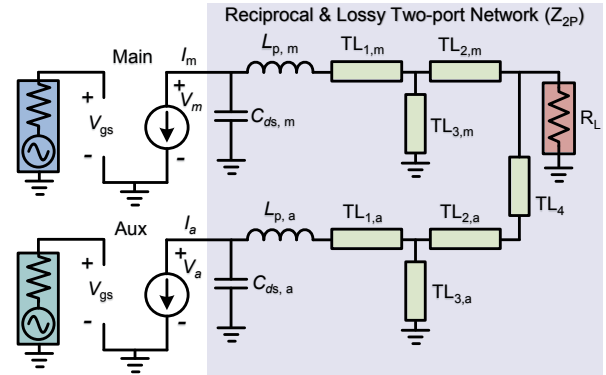 Reciprocal & Lossy Two-port Network (Z2P)
Main
Im
Lp, m
TL1,m
TL2,m
+
Vgs
-
+
Vm
-
Cds, m
TL3,m
RL
Aux
Ia
Lp, a
TL1,a
TL2,a
TL4
+
Vgs
-
+
Va
-
Cds, a
TL3,a